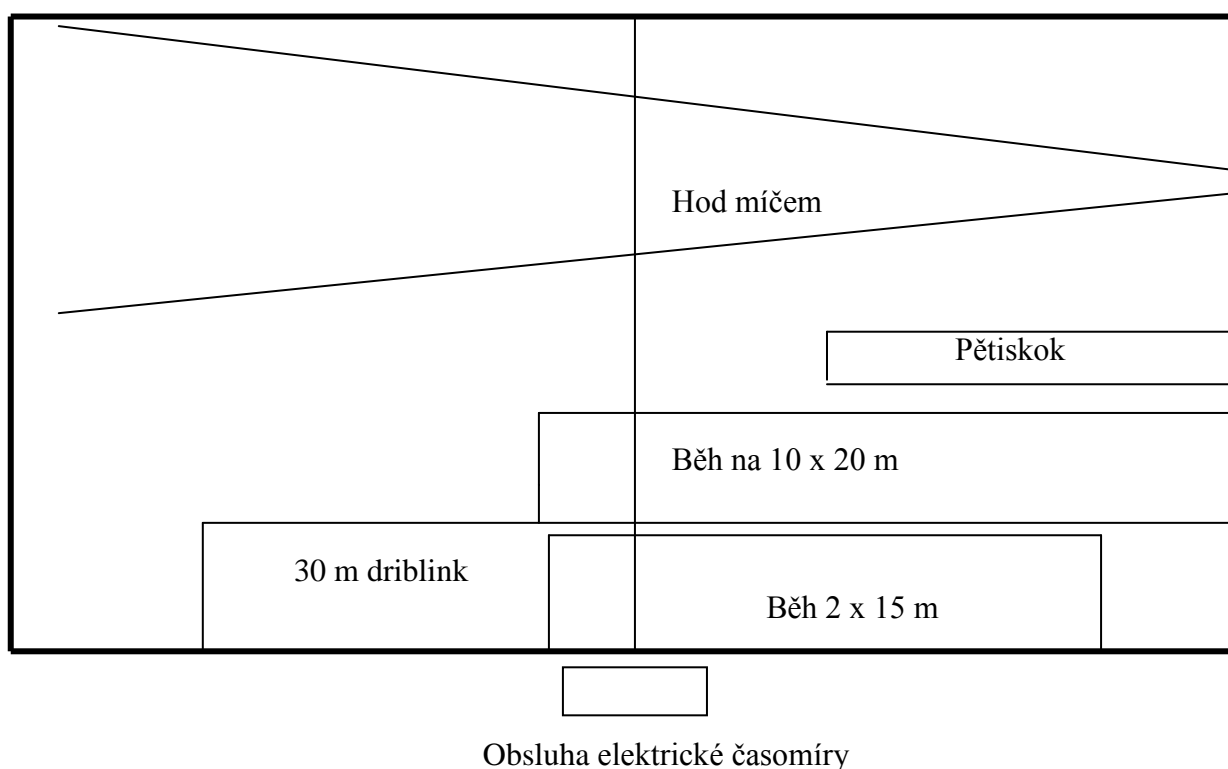 Hod míčem
Pětiskok
Běh na 10 x 20 m
30 m driblink
Běh 2 x 15 m
Obsluha elektrické časomíry